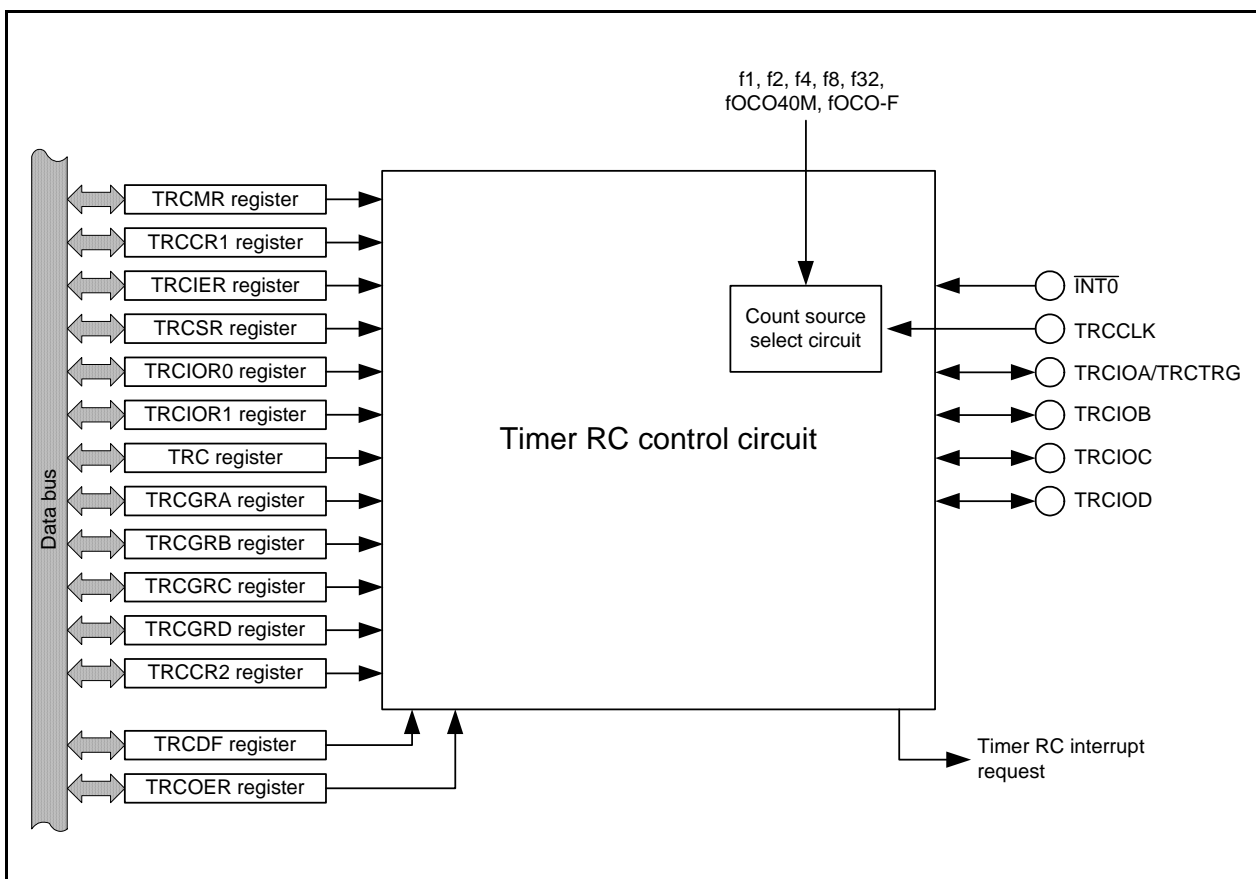 f1, f2, f4, f8, f32,
fOCO40M, fOCO-F
Data bus
TRCMR register
TRCCR1 register
TRCIER register
TRCSR register
TRCIOR0 register
TRCIOR1 register
TRC register
TRCGRA register
TRCGRB register
TRCGRC register
TRCGRD register
TRCCR2 register
TRCDF register
TRCOER register
Timer RC control circuit
Count source
select circuit
INT0
TRCCLK
TRCIOA/TRCTRG
TRCIOB
TRCIOC
TRCIOD
Timer RC interrupt
request